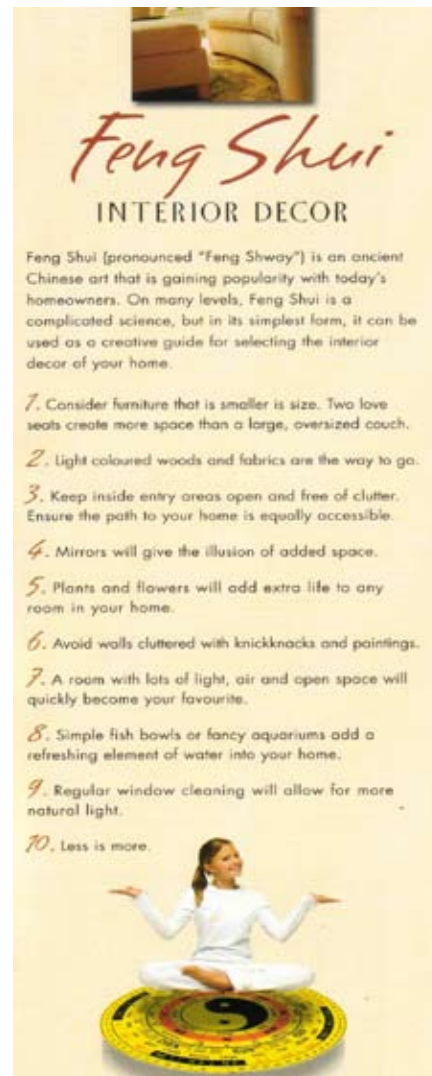 Feng Shui
INTERIOR DECOR
Feng Shui (pronounced "Feng Shway") is an ancient
Chinese art that is gaining popularity with today's
homeowners. On many levels, Feng Shui is a
complicated science, but in its simplest form, it can be
used as a creative guide for selecting the interior
decor of your home.
1. Consider furniture that is smaller is size. Two love
seats create more space than a large, oversized couch.
2. Light coloured woods and fabrics are the way to go.
3. Keep inside entry areas open and free of clutter.
Ensure the path to your home is equally accessible.
4. Mirrors will give the illusion of added space.
5. Plants and flowers will add extra life to any
room in your home.
6. Avoid walls cluttered with knickknacks and paintings.
7. A room with lots of light, air and open space will
quickly become your favourite.
8. Simple fish bowls or fancy aquariums add a
refreshing element of water into your home.
9. Regular window cleaning will allow for more
natural light.
10. Less is more.